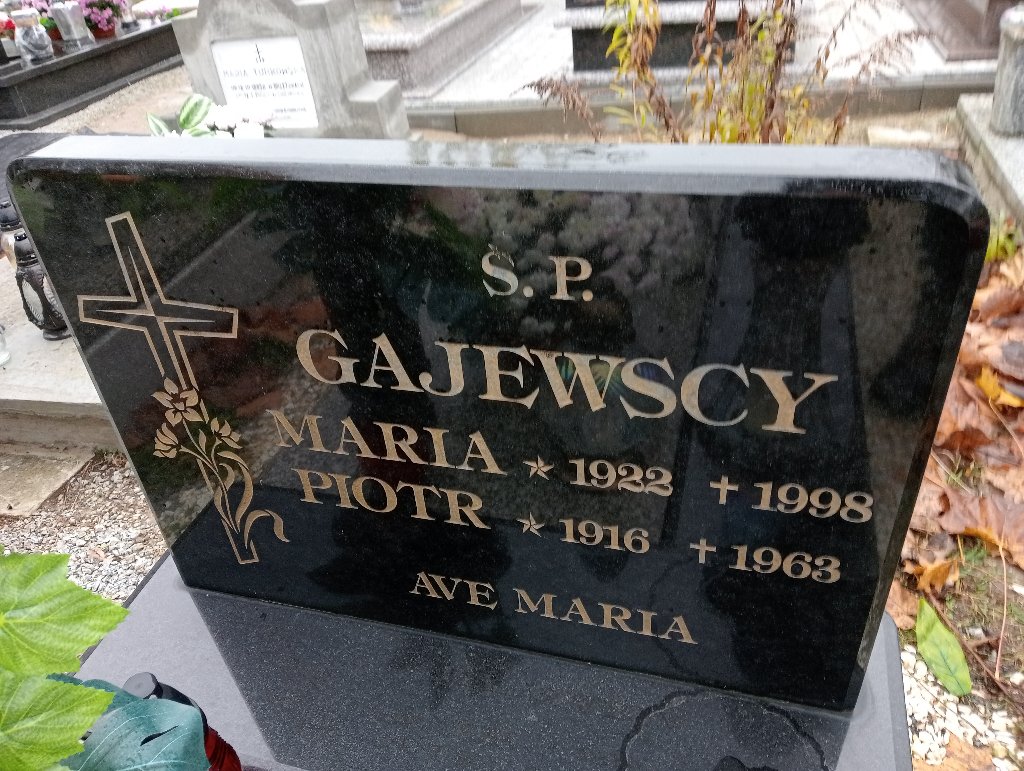 Ś. P.
GAJEWSCY
MARIA ★ 1922 ✝ 1998
PIOTR ★ 1916 ✝ 1963
AVE MARIA